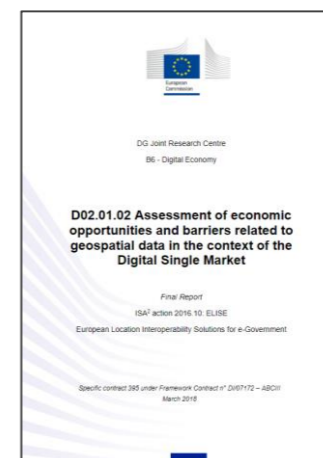 European
Commission
DG Joint Research Centre
B6 - Digital Economy
D02.01.02 Assessment of economic
opportunities and barriers related to
geospatial data in the context of the
Digital Single Market
Final Report
ISA² action 2016.10: ELISE
European Location Interoperability Solutions for e-Government
Specific contract 395 under Framework Contract n° DI/07172 – ABCIII
March 2018